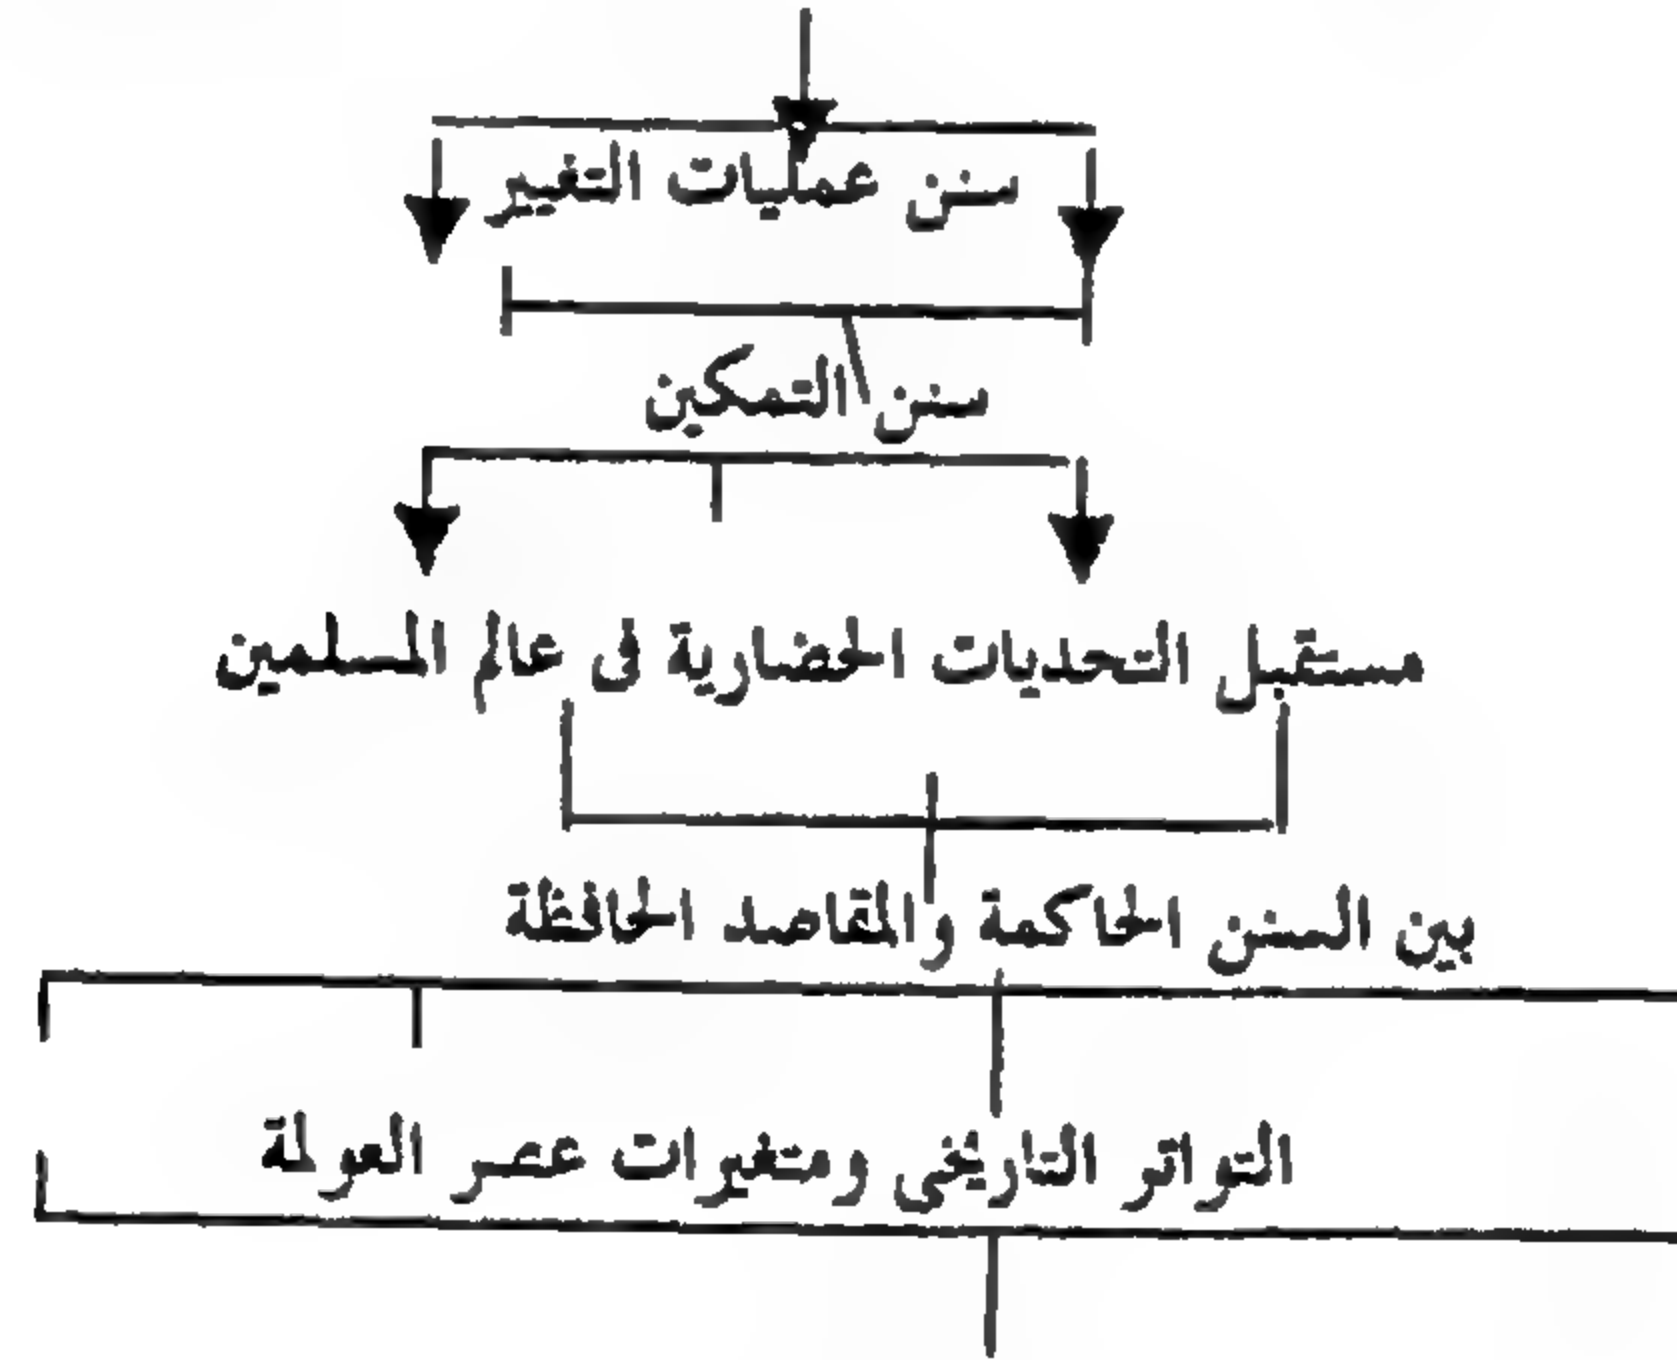 سنن عمليات التغيير
سنن التمكين
مستقبل التحديات الحضارية فى عالم المسلمين
بين السنن الحاكمة والمقاصد الحافظة
التواتر التاريخى ومتغيرات عصر العولمة